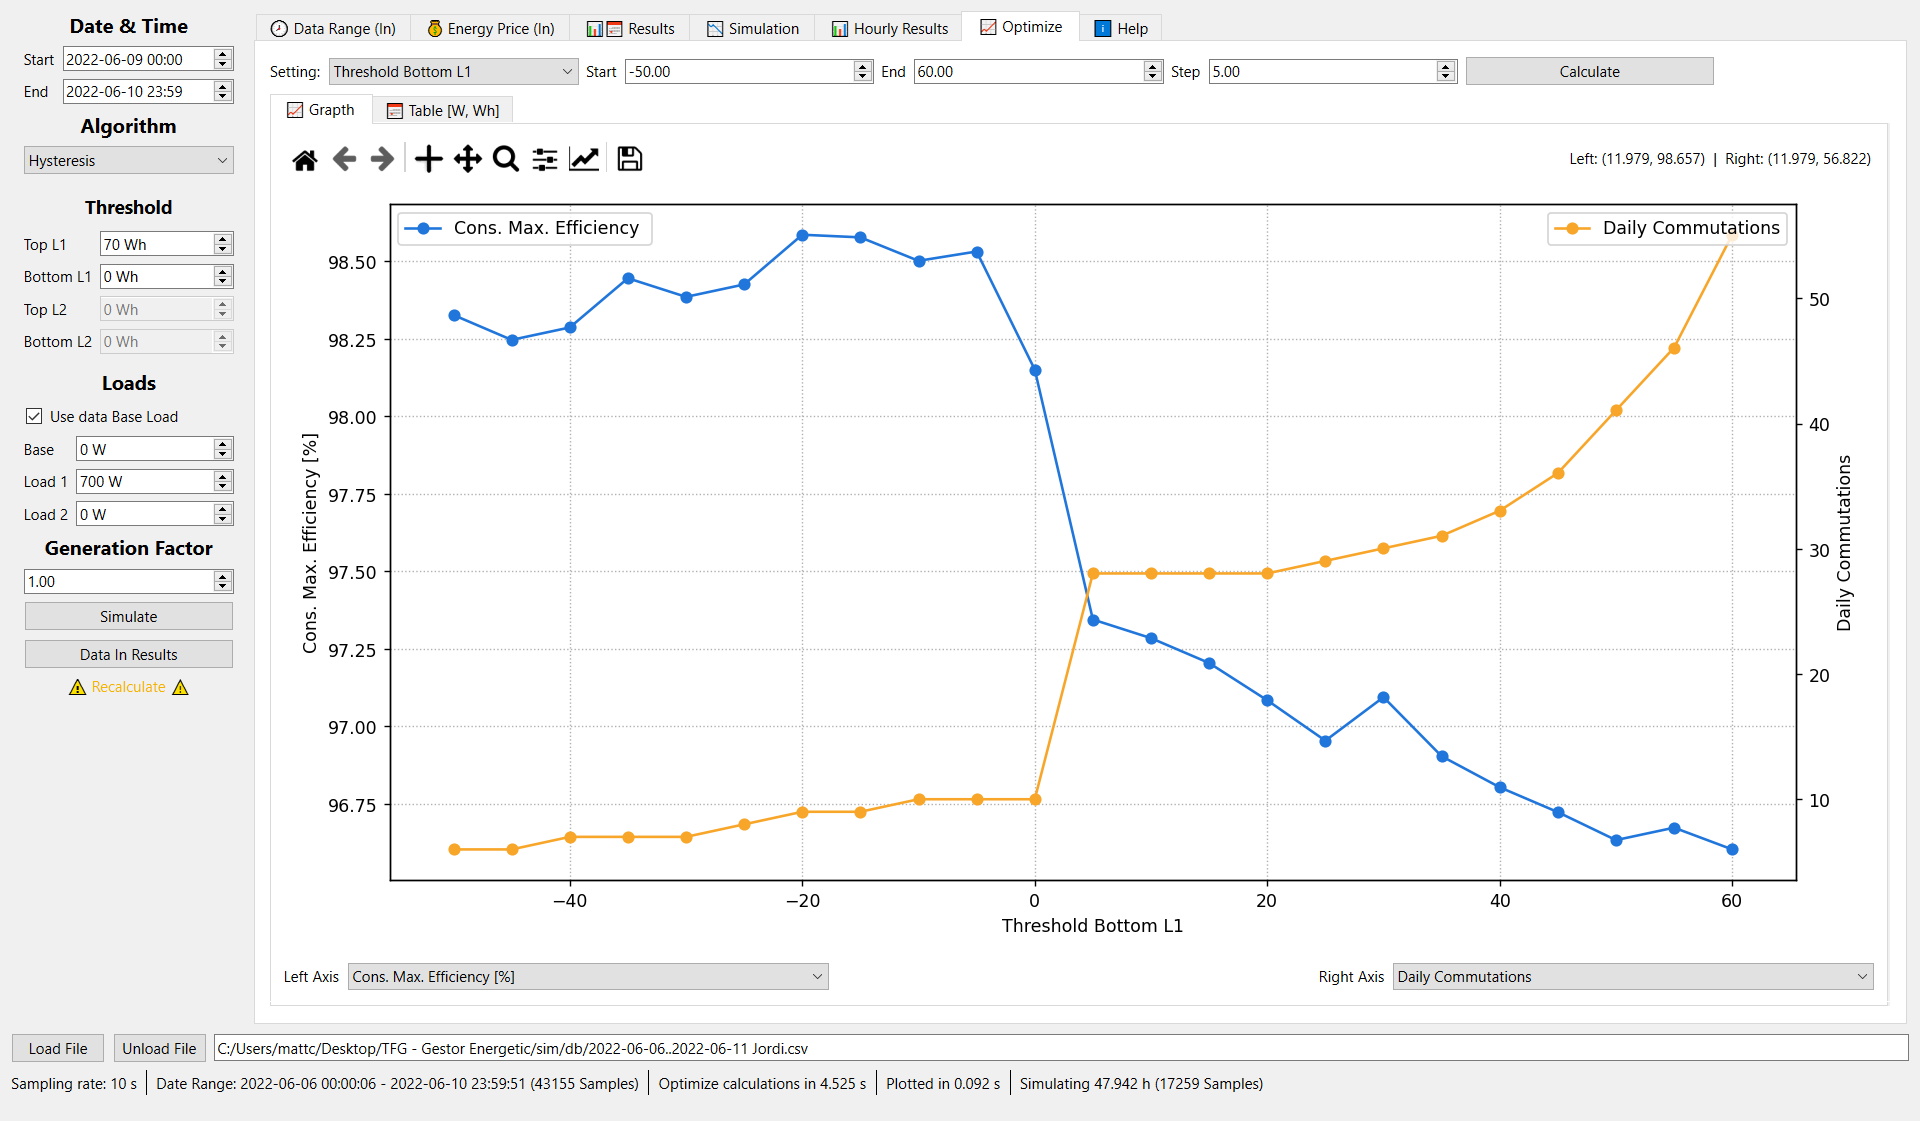 Date & Time
Start 2022-06-09 00:00
End 2022-06-10 23:59
Algorithm
Hysteresis
Threshold
Top L1 70 Wh
Bottom L1 0 Wh
Top L2 0 Wh
Bottom L2 0 Wh
Loads
Use data Base Load
Base 0 W
Load 1 700 W
Load 2 0 W
Generation Factor
1.00
Simulate
Data In Results
Recalculate
Data Range (In) Energy Price (In) Results Simulation Hourly Results Optimize Help
Setting: Threshold Bottom L1 Start -50.00 End 60.00 Step 5.00 Calculate
Grapth Table [W, Wh]
Left: (11.979, 98.657) | Right: (11.979, 56.822)
Cons. Max. Efficiency
Daily Commutations
98.50
98.25
98.00
97.75
97.50
97.25
97.00
96.75
Cons. Max. Efficiency [%]
50
40
30
20
10
Daily Commutations
−40 −20 0 20 40 60
Threshold Bottom L1
Left Axis Cons. Max. Efficiency [%] Right Axis Daily Commutations
Load File Unload File C:/Users/mattc/Desktop/TFG - Gestor Energetic/sim/db/2022-06-06..2022-06-11 Jordi.csv
Sampling rate: 10 s Date Range: 2022-06-06 00:00:06 - 2022-06-10 23:59:51 (43155 Samples) Optimize calculations in 4.525 s Plotted in 0.092 s Simulating 47.942 h (17259 Samples)